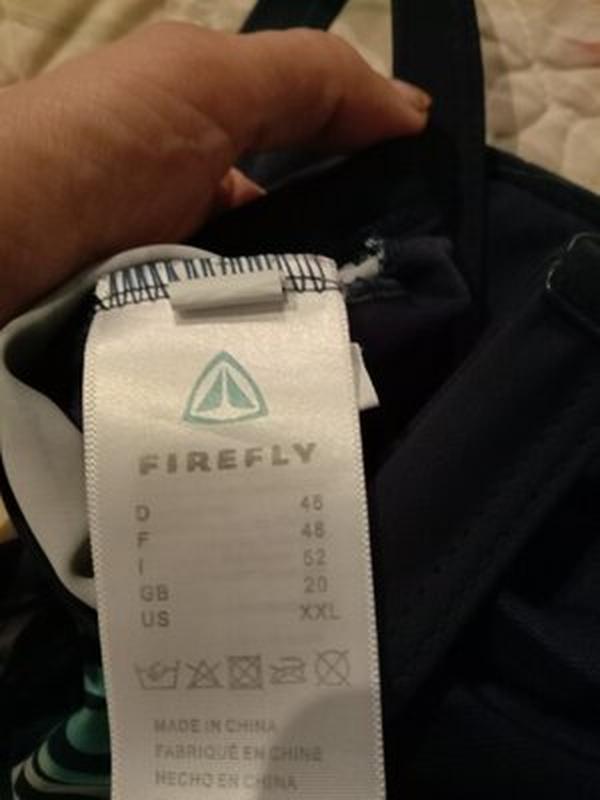 FIREFLY
D 46
F 48
I 52
GB 20
US XXL
MADE IN CHINA
FABRIQUÉ EN CHINE
HECHO EN CHINA